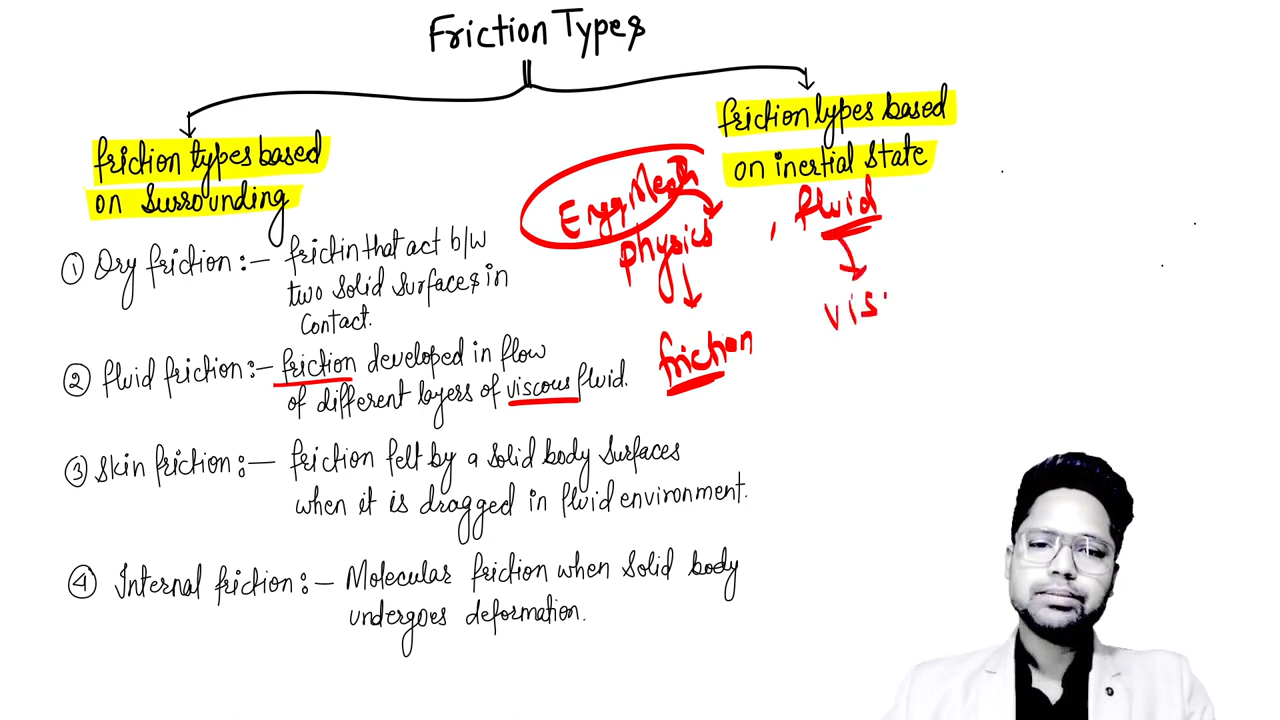 Friction Types
friction types based
on surrounding
friction types based
on inertial state
① Dry friction :- frictin that act b/w
two solid surfaces in
Contact.
② fluid friction :- friction developed in flow
of different layers of viscous fluid.
③ Skin friction :- friction felt by a solid body surfaces
when it is dragged in fluid environment.
④ Internal friction :- Molecular friction when solid body
undergoes deformation.
physics
friction
, fluid
vis